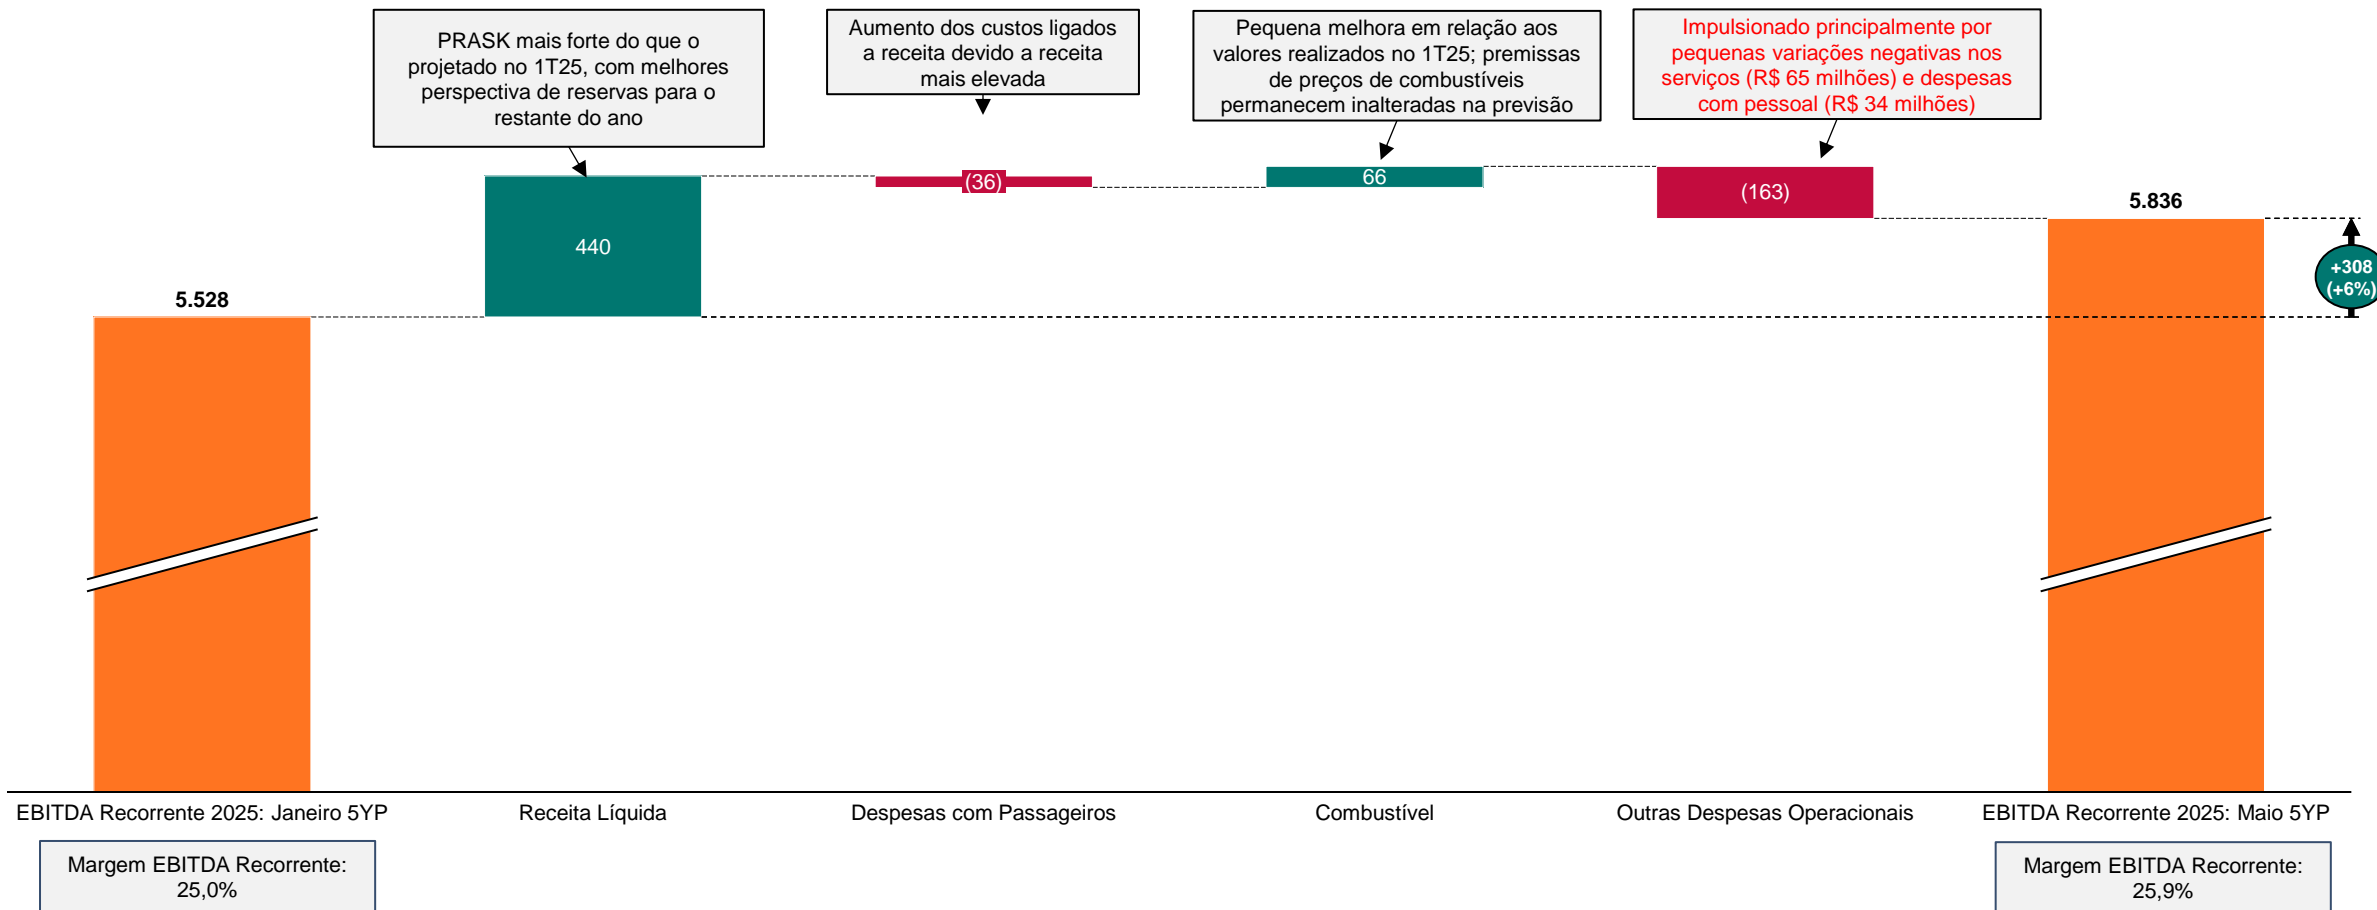 PRASK mais forte do que o
projetado no 1T25, com melhores
perspectiva de reservas para o
restante do ano
Aumento dos custos ligados
a receita devido a receita
mais elevada
Pequena melhora em relação aos
valores realizados no 1T25; premissas
de preços de combustíveis
permanecem inalteradas na previsão
Impulsionado principalmente por
pequenas variações negativas nos
serviços (R$ 65 milhões) e despesas
com pessoal (R$ 34 milhões)
5.528
440
(36)
66
(163)
5.836
+308
(+6%)
EBITDA Recorrente 2025: Janeiro 5YP
Receita Líquida
Despesas com Passageiros
Combustível
Outras Despesas Operacionais
EBITDA Recorrente 2025: Maio 5YP
Margem EBITDA Recorrente:
25,0%
Margem EBITDA Recorrente:
25,9%